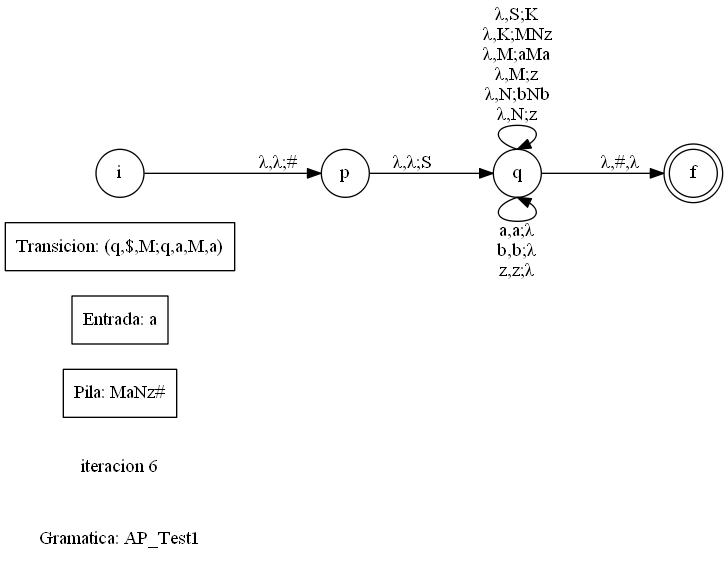 λ,S;K
λ,K;MNz
λ,M;aMa
λ,M;z
λ,N;bNb
λ,N;z
i
λ,λ;#
p
λ,λ;S
q
λ,#,λ
f
a,a;λ
b,b;λ
z,z;λ
Transicion: (q,$,M;q,a,M,a)
Entrada: a
Pila: MaNz#
iteracion 6
Gramatica: AP_Test1